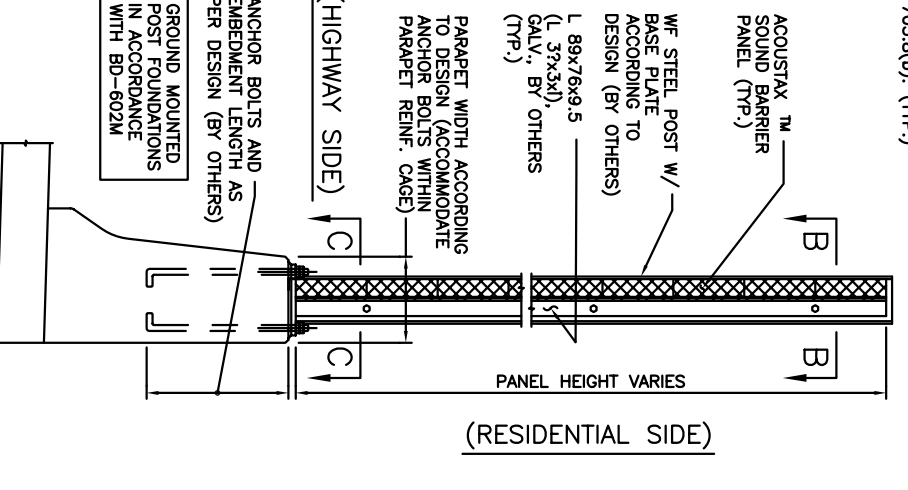 ACOUSTAX ™
SOUND BARRIER
PANEL (TYP.)
WF STEEL POST W/
BASE PLATE
ACCORDING TO
DESIGN (BY OTHERS)
L 89x76x9.5
(L 3?x3x?),
GALV., BY OTHERS
(TYP.)
PARAPET WIDTH ACCORDING
TO DESIGN (ACCOMMODATE
ANCHOR BOLTS WITHIN
PARAPET REINF. CAGE)
(HIGHWAY SIDE)
ANCHOR BOLTS AND
EMBEDMENT LENGTH AS
PER DESIGN (BY OTHERS)
GROUND MOUNTED
POST FOUNDATIONS
IN ACCORDANCE
WITH BD-602M
B
B
C
C
PANEL HEIGHT VARIES
(RESIDENTIAL SIDE)